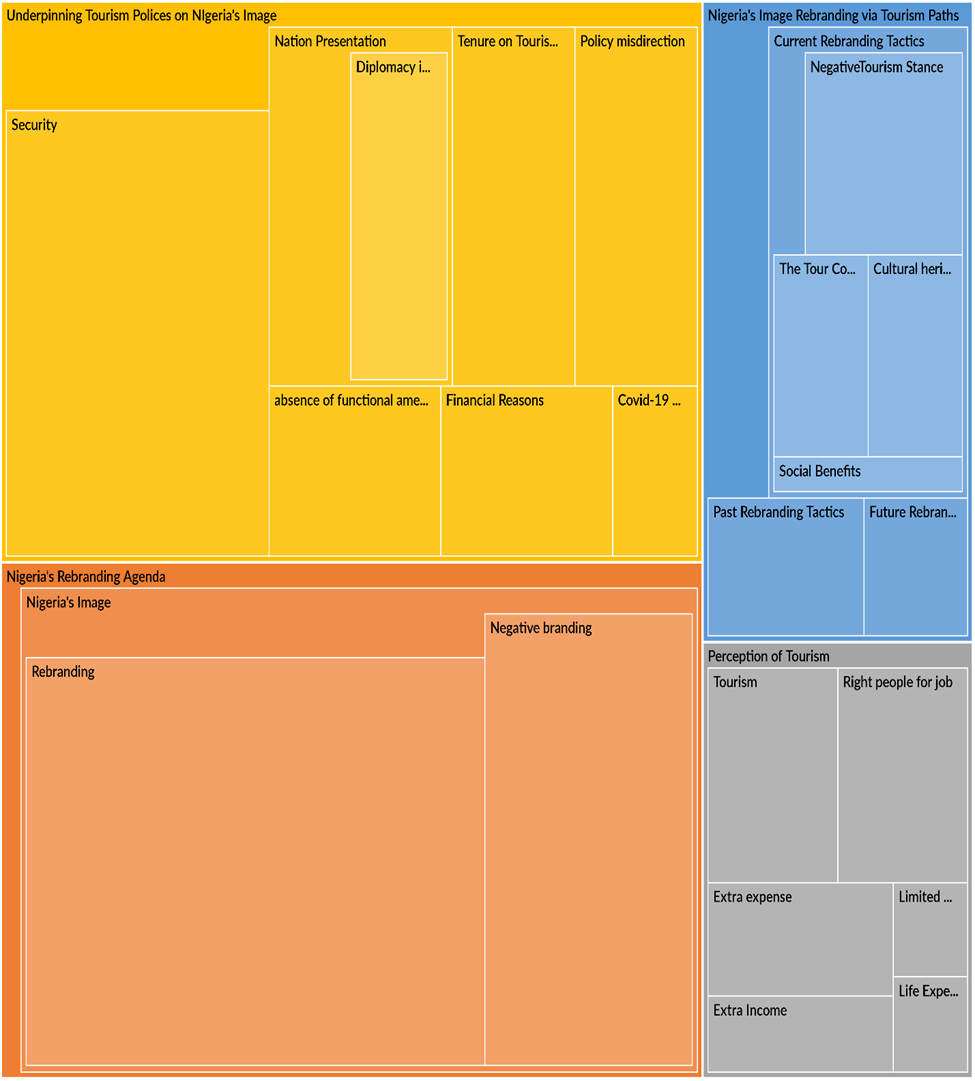 Underpinning Tourism Polices on NIgeria's Image
Nation Presentation
Diplomacy i...
Tenure on Touris...
Policy misdirection
Security
absence of functional ame...
Financial Reasons
Covid-19 ...
Nigeria's Rebranding Agenda
Nigeria's Image
Negative branding
Rebranding
Nigeria's Image Rebranding via Tourism Paths
Current Rebranding Tactics
NegativeTourism Stance
The Tour Co...
Cultural heri...
Social Benefits
Past Rebranding Tactics
Future Rebran...
Perception of Tourism
Tourism
Right people for job
Extra expense
Limited ...
Life Expe...
Extra Income